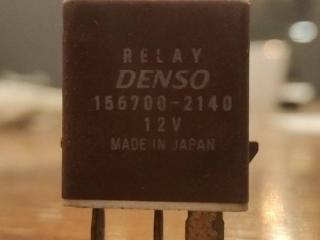 RELAY
DENSO
156700-2140
12V
MADE IN JAPAN